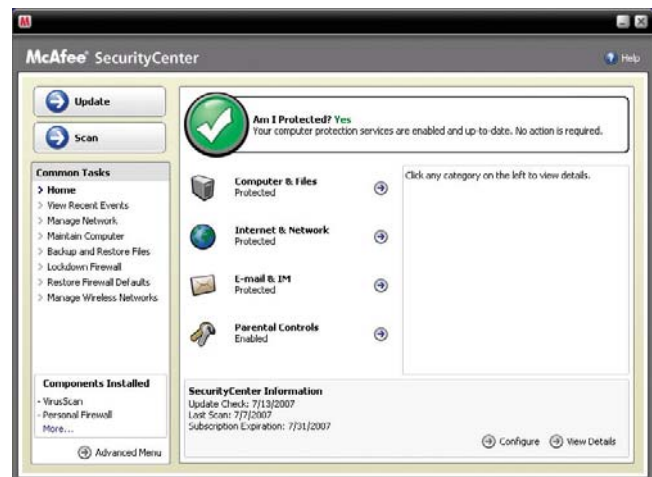 McAfee® SecurityCenter
Help
Update
Scan
Am I Protected? Yes
Your computer protection services are enabled and up-to-date. No action is required.
Common Tasks
> Home
> View Recent Events
> Manage Network
> Maintain Computer
> Backup and Restore Files
> Lockdown Firewall
> Restore Firewall Defaults
> Manage Wireless Networks
Computer & Files
Protected
Internet & Network
Protected
E-mail & IM
Protected
Parental Controls
Enabled
Click any category on the left to view details.
Components Installed
- VirusScan
- Personal Firewall
More...
Advanced Menu
SecurityCenter Information
Update Check: 7/13/2007
Last Scan: 7/7/2007
Subscription Expiration: 7/31/2007
Configure
View Details